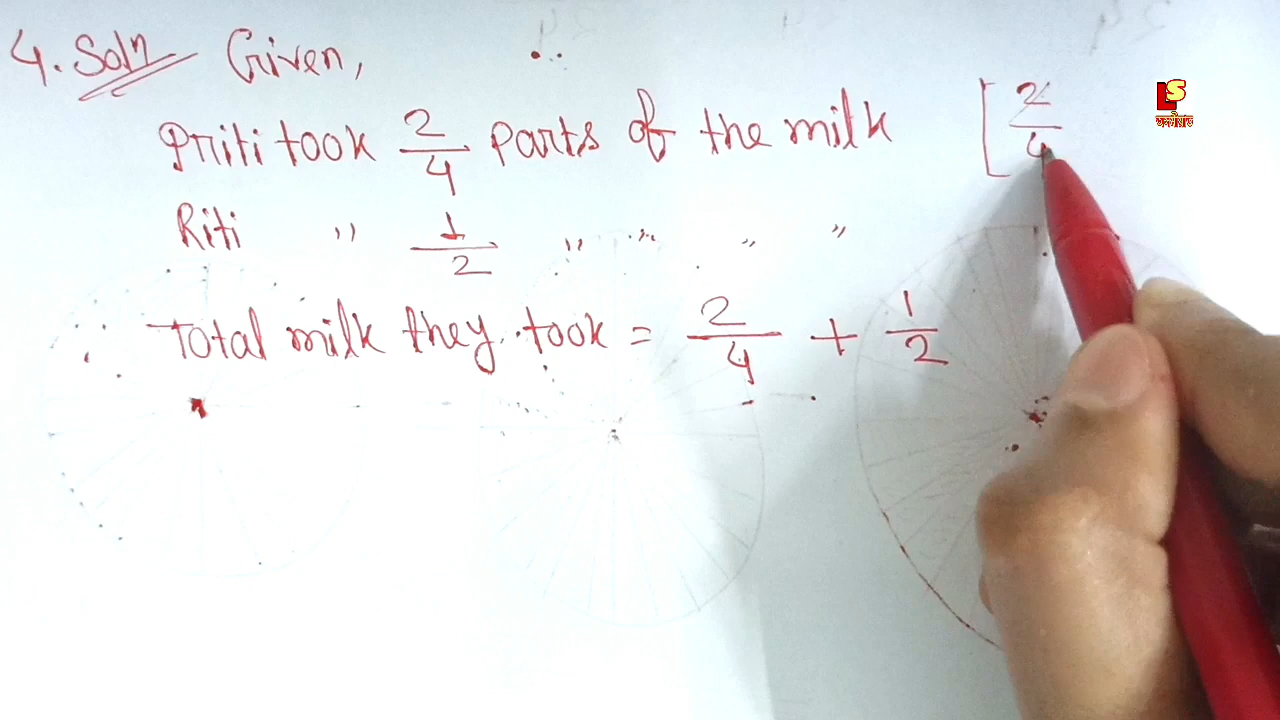 4. Soln Given,
Priti took 2/4 parts of the milk [2/4
Riti " 1/2 " " " "
Total milk they took = 2/4 + 1/2
LS